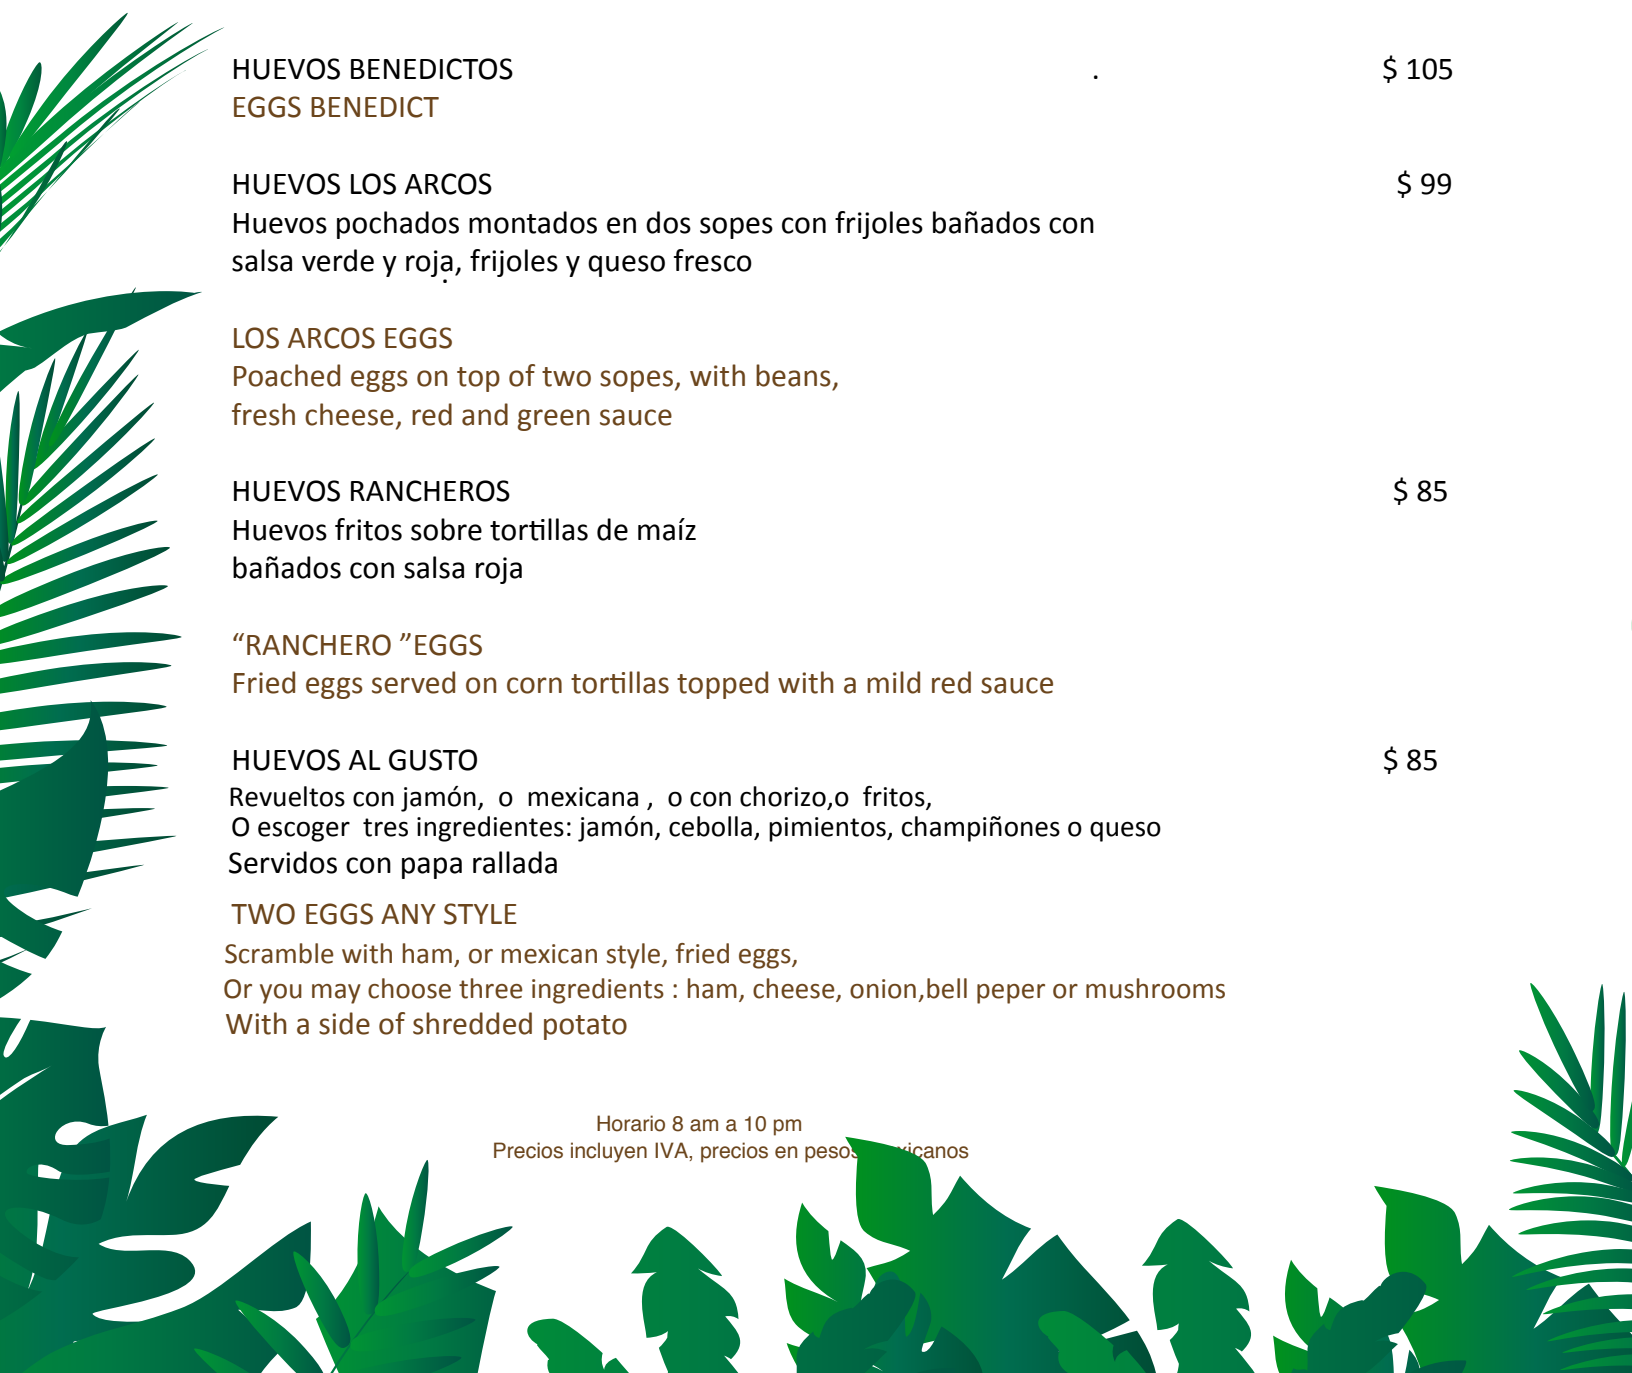 HUEVOS BENEDICTOS . $ 105
EGGS BENEDICT
HUEVOS LOS ARCOS $ 99
Huevos pochados montados en dos sopes con frijoles bañados con
salsa verde y roja, frijoles y queso fresco
.
LOS ARCOS EGGS
Poached eggs on top of two sopes, with beans,
fresh cheese, red and green sauce
HUEVOS RANCHEROS $ 85
Huevos fritos sobre tortillas de maíz
bañados con salsa roja
“RANCHERO ”EGGS
Fried eggs served on corn tortillas topped with a mild red sauce
HUEVOS AL GUSTO $ 85
Revueltos con jamón, o mexicana , o con chorizo,o fritos,
O escoger tres ingredientes: jamón, cebolla, pimientos, champiñones o queso
Servidos con papa rallada
TWO EGGS ANY STYLE
Scramble with ham, or mexican style, fried eggs,
Or you may choose three ingredients : ham, cheese, onion,bell peper or mushrooms
With a side of shredded potato
Horario 8 am a 10 pm
Precios incluyen IVA, precios en pesos